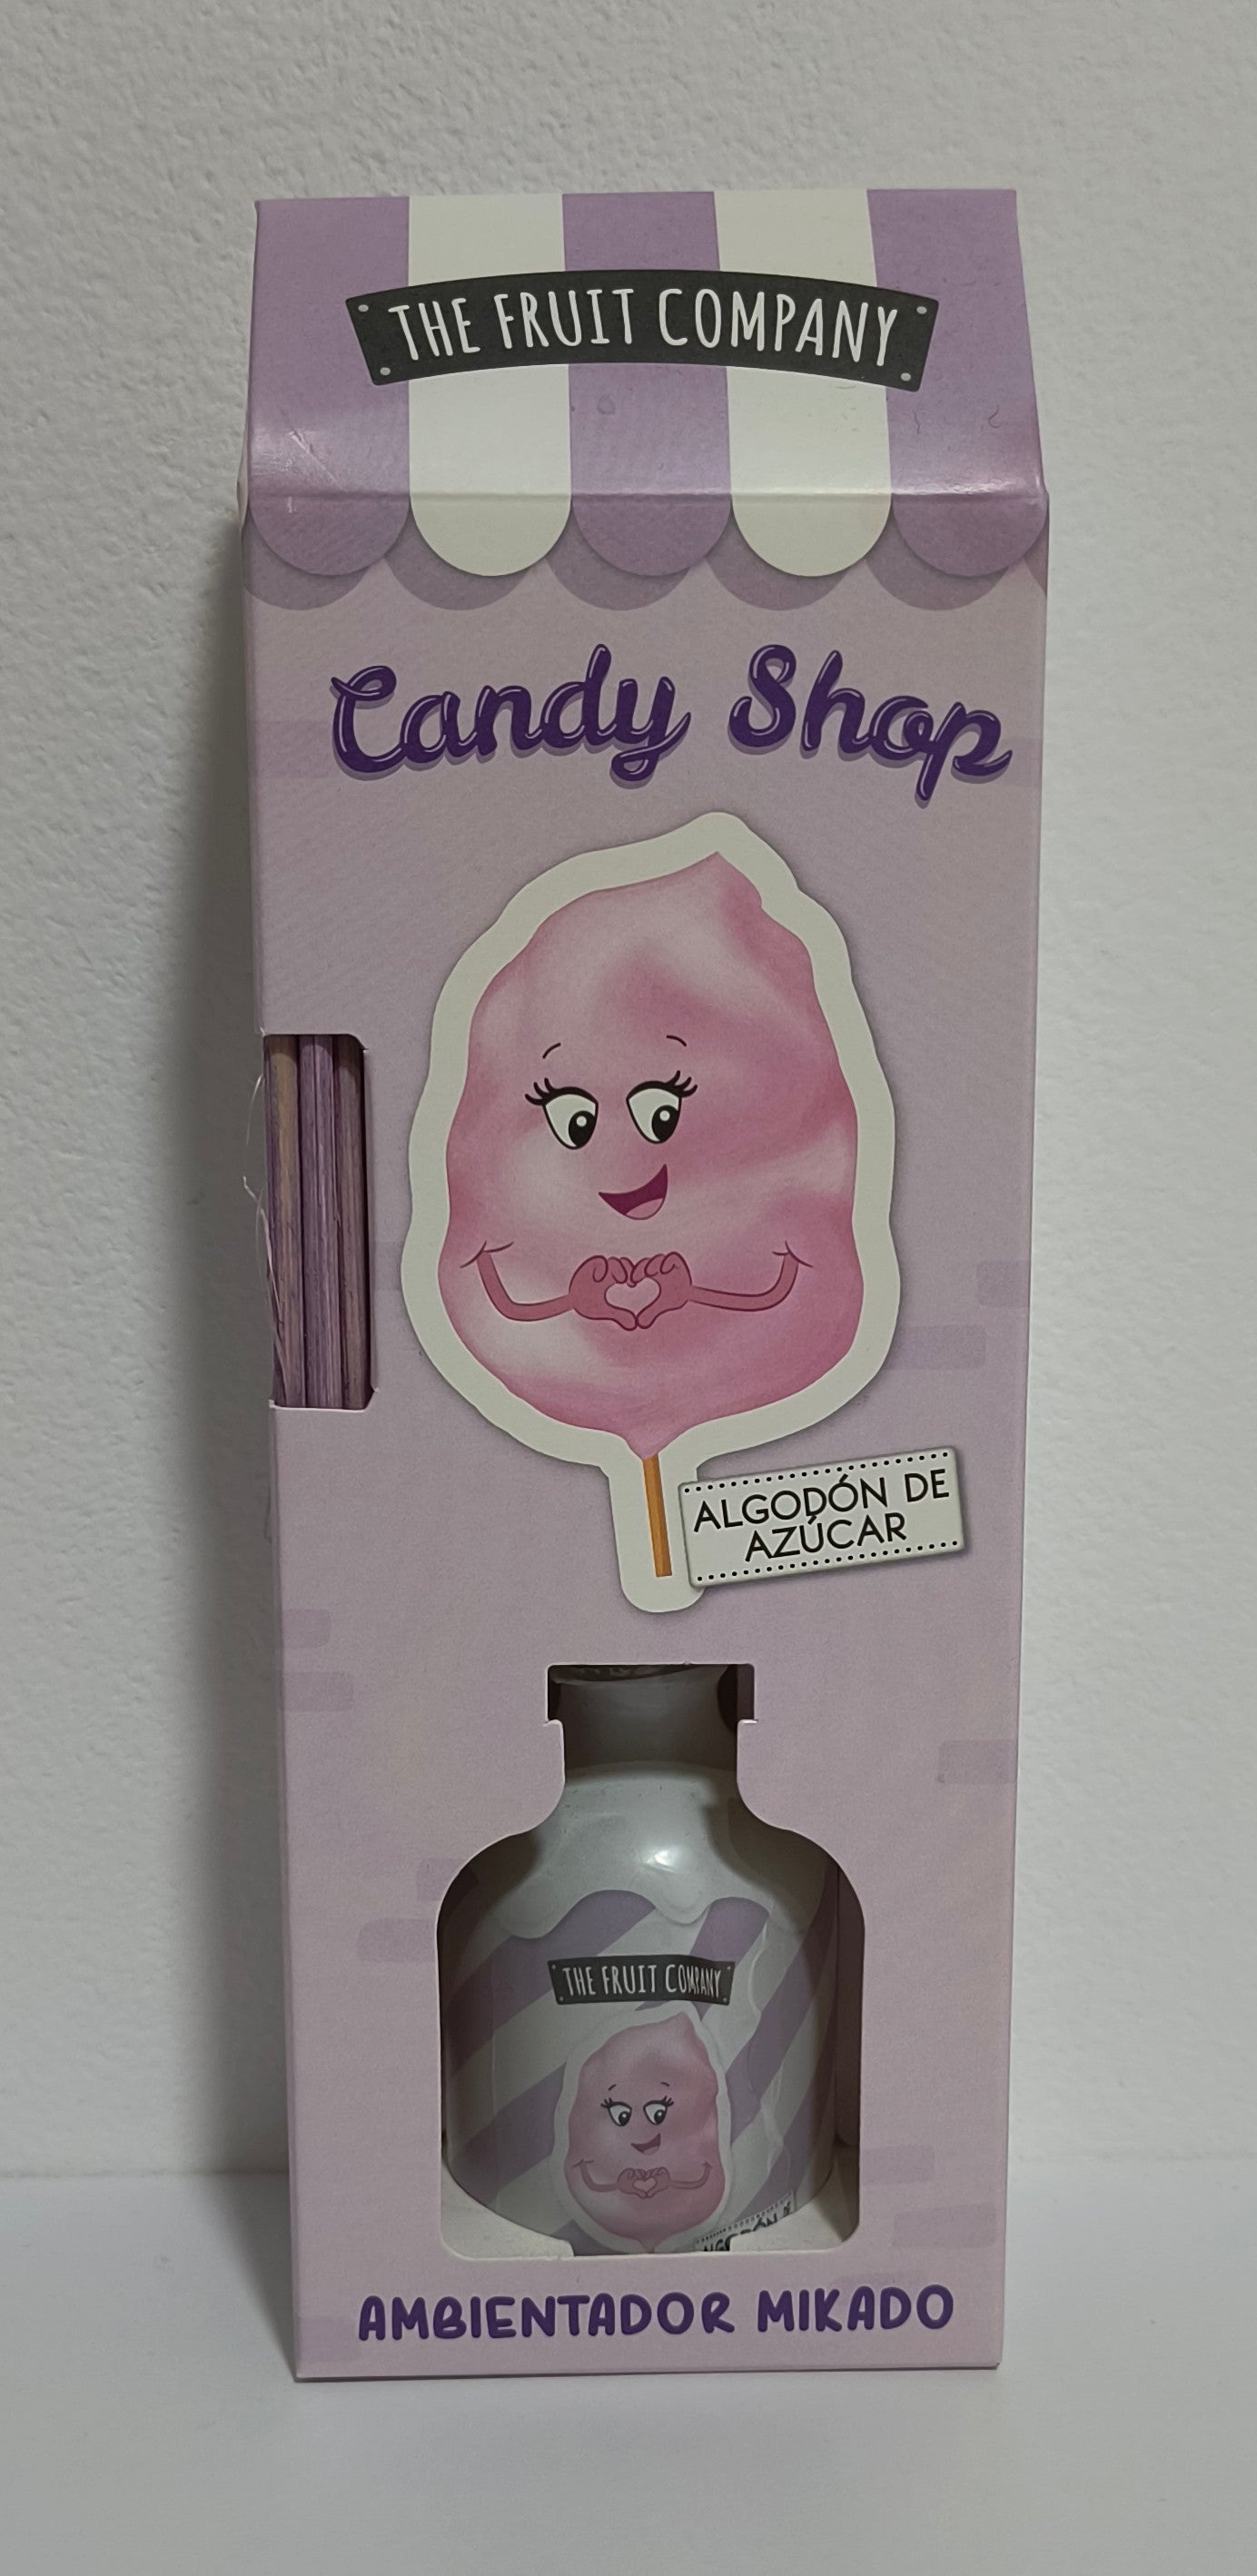 THE FRUIT COMPANY
Candy Shop
ALGODÓN DE
AZÚCAR
THE FRUIT COMPANY
AMBIENTADOR MIKADO